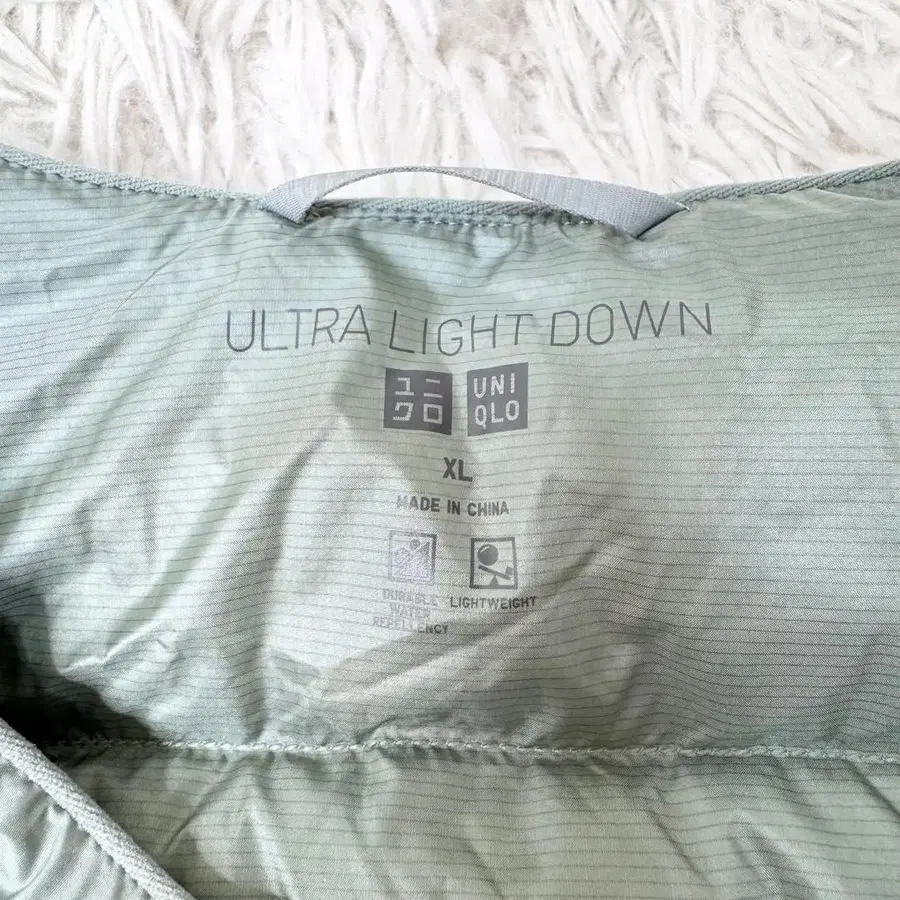 ULTRA LIGHT DOWN
ユニ UNI
クロ QLO
XL
MADE IN CHINA
DURABLE LIGHTWEIGHT
WATER
REPELLENCY